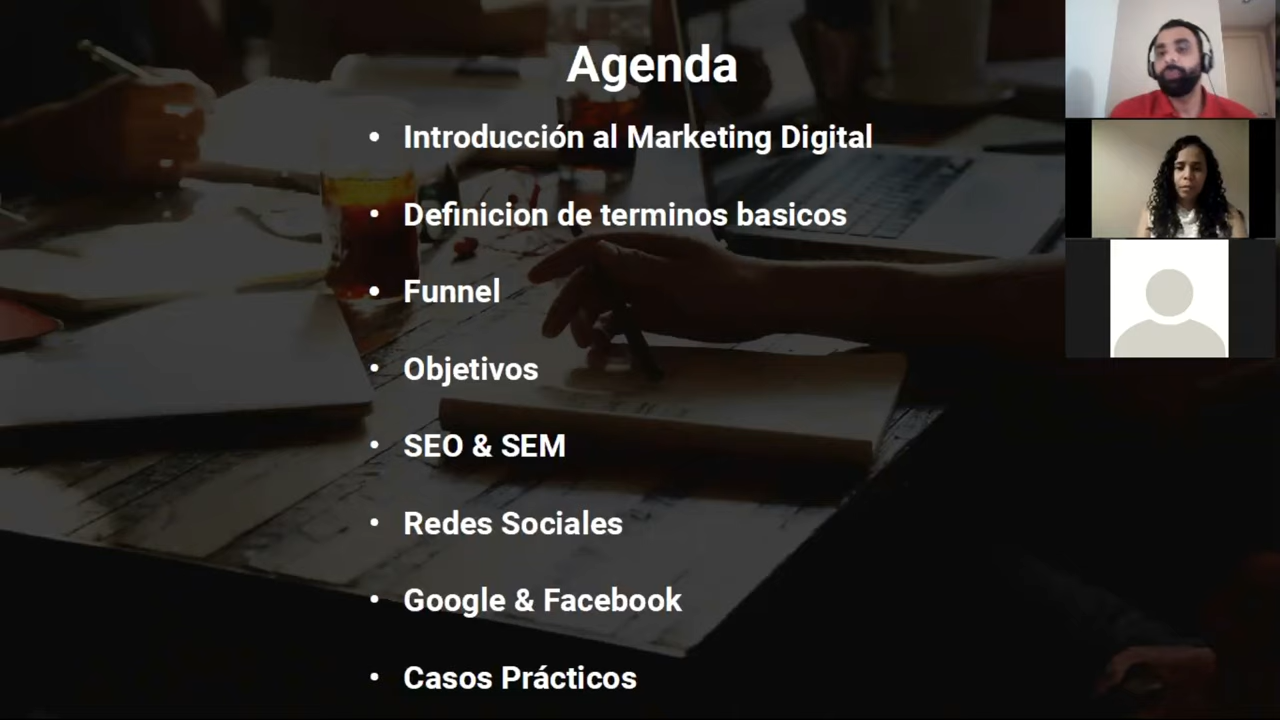 Agenda
• Introducción al Marketing Digital
• Definicion de terminos basicos
• Funnel
• Objetivos
• SEO & SEM
• Redes Sociales
• Google & Facebook
• Casos Prácticos